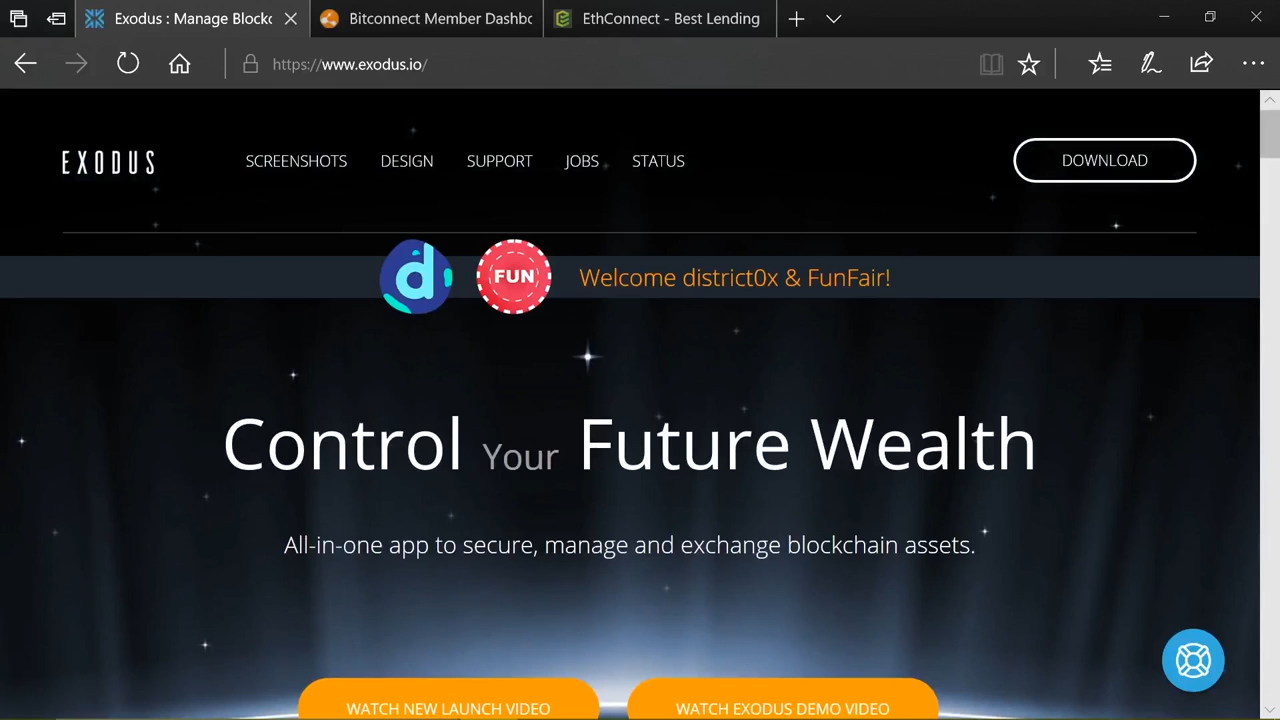 Exodus : Manage Blockc
Bitconnect Member Dashbo
EthConnect - Best Lending
https://www.exodus.io/
EXODUS
SCREENSHOTS
DESIGN
SUPPORT
JOBS
STATUS
DOWNLOAD
d
FUN
Welcome district0x & FunFair!
Control Your Future Wealth
All-in-one app to secure, manage and exchange blockchain assets.
WATCH NEW LAUNCH VIDEO
WATCH EXODUS DEMO VIDEO